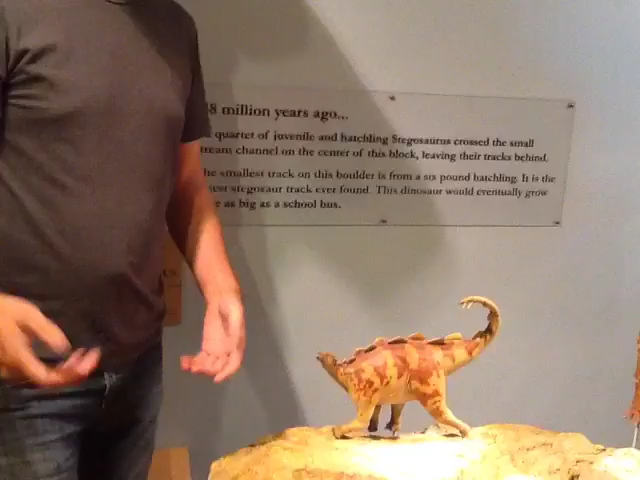 8 million years ago...
quartet of juvenile and hatchling Stegosaurus crossed the small
stream channel on the center of this block, leaving their tracks behind.
he smallest track on this boulder is from a six pound hatchling. It is the
stegosaur track ever found. This dinosaur would eventually grow
as big as a school bus.